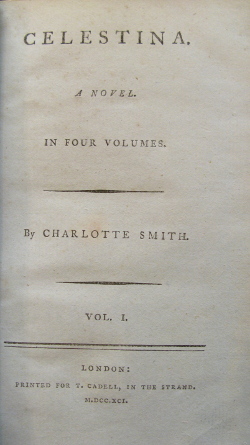 CELESTINA.
A NOVEL.
IN FOUR VOLUMES.
By CHARLOTTE SMITH.
VOL. I.
LONDON:
PRINTED FOR T. CADELL, IN THE STRAND.
M.DCC.XCI.